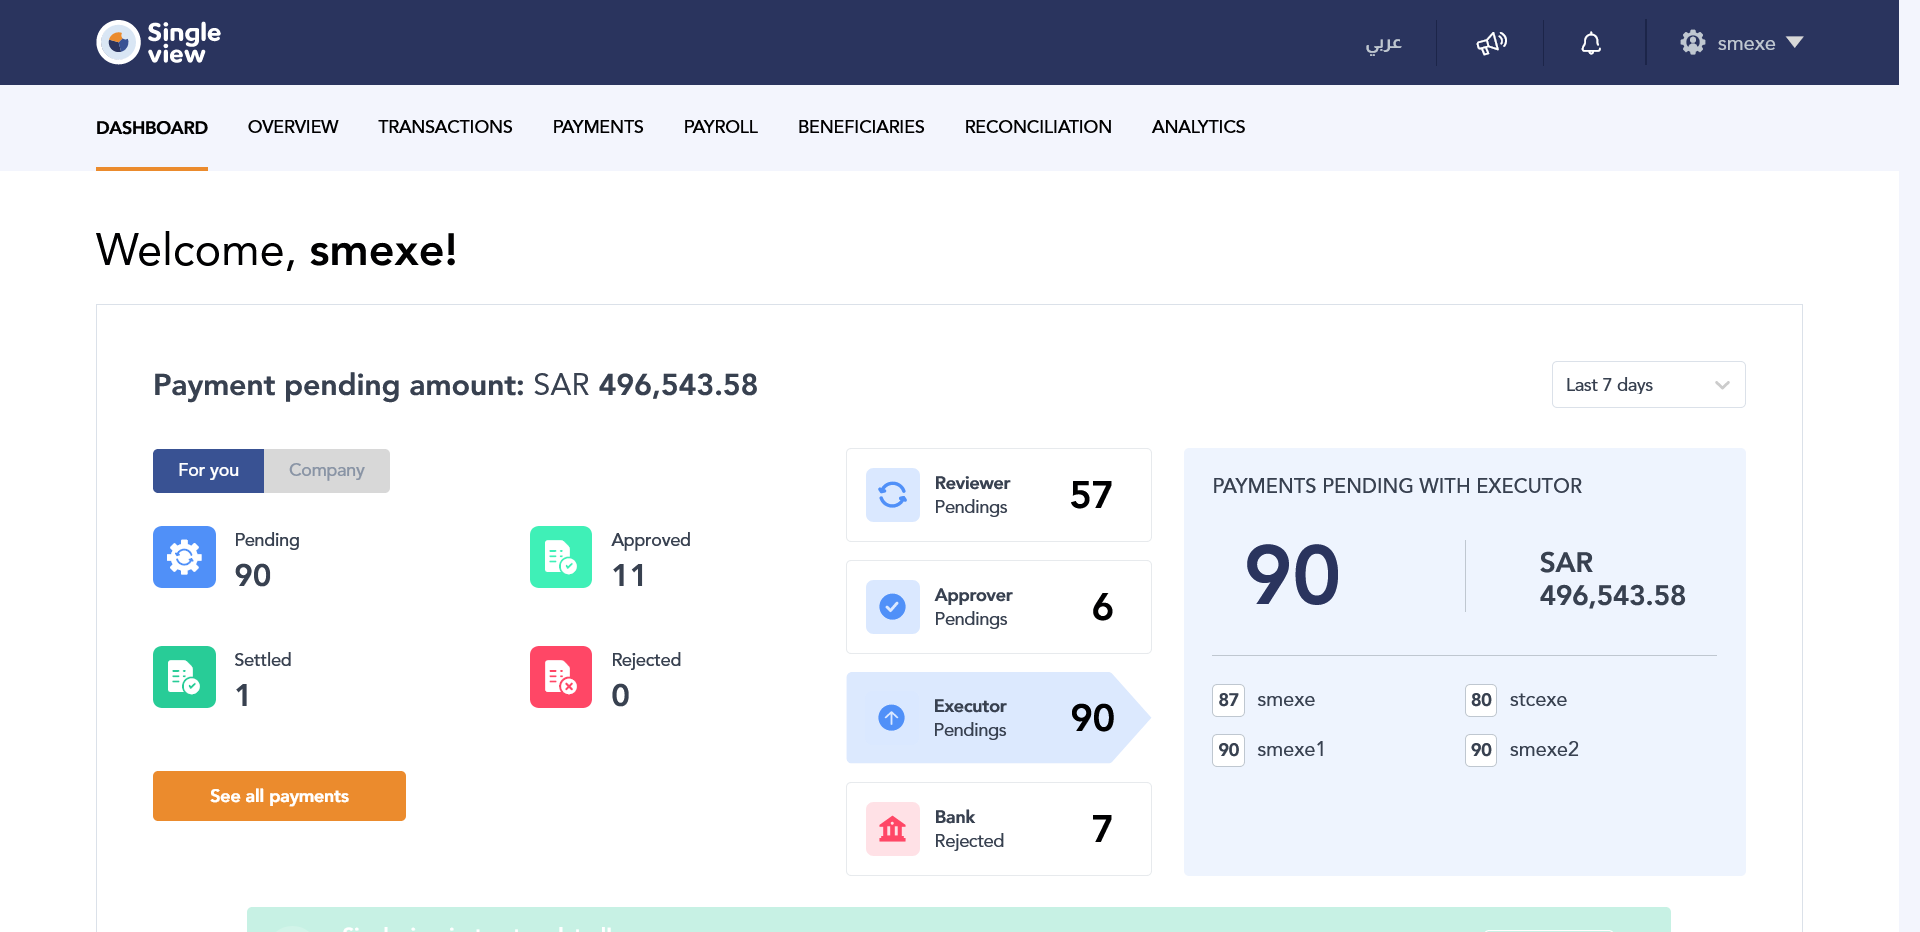 Single
view
عربي
smexe
DASHBOARD
OVERVIEW
TRANSACTIONS
PAYMENTS
PAYROLL
BENEFICIARIES
RECONCILIATION
ANALYTICS
Welcome, smexe!
Payment pending amount: SAR 496,543.58
Last 7 days
For you
Company
Pending
90
Approved
11
Settled
1
Rejected
0
See all payments
Reviewer
Pendings
57
Approver
Pendings
6
Executor
Pendings
90
Bank
Rejected
7
PAYMENTS PENDING WITH EXECUTOR
90
SAR
496,543.58
87 smexe
80 stcexe
90 smexe1
90 smexe2